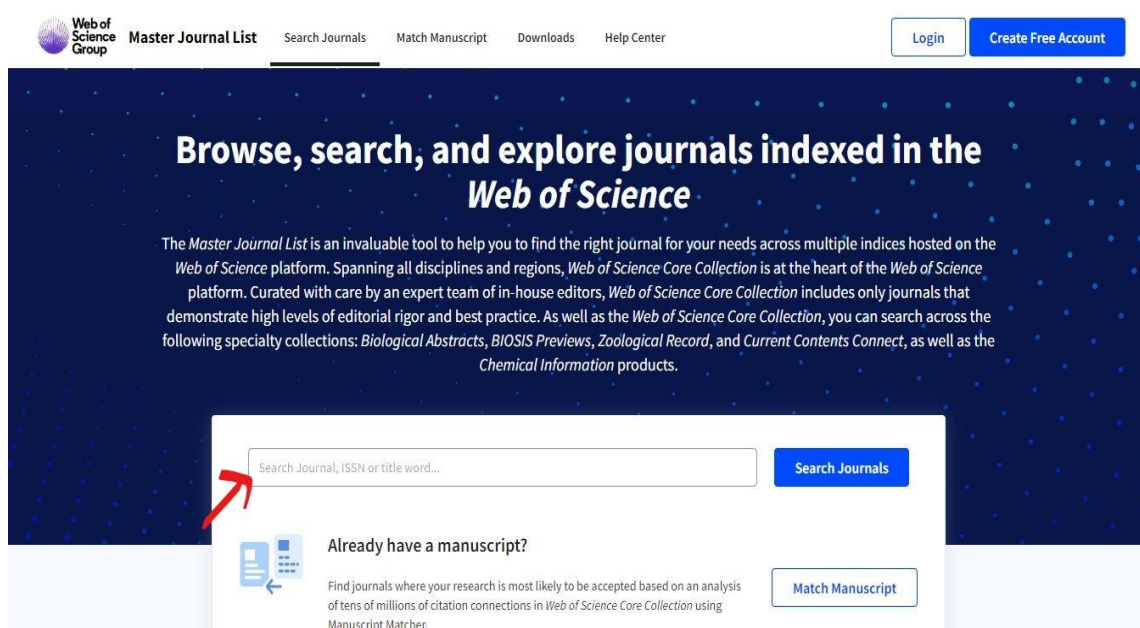 Web of
Science
Group
Master Journal List
Search Journals
Match Manuscript
Downloads
Help Center
Login
Create Free Account
Browse, search, and explore journals indexed in the
Web of Science
The Master Journal List is an invaluable tool to help you to find the right journal for your needs across multiple indices hosted on the
Web of Science platform. Spanning all disciplines and regions, Web of Science Core Collection is at the heart of the Web of Science
platform. Curated with care by an expert team of in-house editors, Web of Science Core Collection includes only journals that
demonstrate high levels of editorial rigor and best practice. As well as the Web of Science Core Collection, you can search across the
following specialty collections: Biological Abstracts, BIOSIS Previews, Zoological Record, and Current Contents Connect, as well as the
Chemical Information products.
Search Journal, ISSN or title word...
Search Journals
Already have a manuscript?
Find journals where your research is most likely to be accepted based on an analysis
of tens of millions of citation connections in Web of Science Core Collection using
Manuscript Matcher.
Match Manuscript